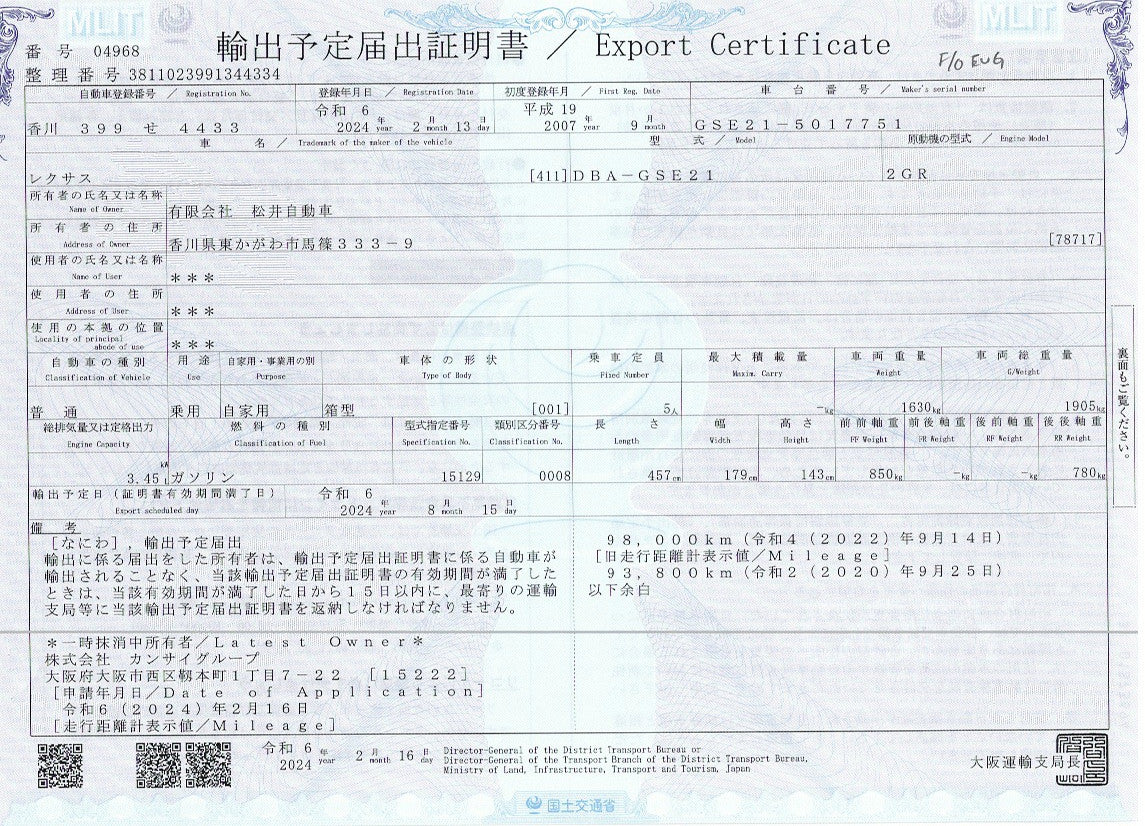 MLIT
MLIT
番号 04968
輸出予定届出証明書 ／ Export Certificate
F/O EUG
整理番号 3811023991344334
自動車登録番号 ／ Registration No.
登録年月日 ／ Registration Date
初度登録年月 ／ First Reg. Date
車台番号 ／ Maker's serial number
香川 ３９９ せ ４４３３
令和 6
2024 年 year 2 月 month 13 日 day
平成 19
2007 年 year 9 月 month
ＧＳＥ２１－５０１７７５１
車名 ／ Trademark of the maker of the vehicle
型式 ／ Model
原動機の型式 ／ Engine Model
レクサス [411]
ＤＢＡ－ＧＳＥ２１
２ＧＲ
所有者の氏名又は名称
Name of Owner
有限会社 松井自動車
所有者の住所
Address of Owner
香川県東かがわ市馬篠３３３－９ [78717]
使用者の氏名又は名称
Name of User
＊＊＊
使用者の住所
Address of User
＊＊＊
使用の本拠の位置
Locality of principal abode of use
＊＊＊
自動車の種別
Classification of Vehicle
用途
Use
自家用・事業用の別
Purpose
車体の形状
Type of Body
乗車定員
Fixed Number
最大積載量
Maxim. Carry
車両重量
Weight
車両総重量
G/Weight
普通
乗用
自家用
箱型 [001]
5人
－kg
1630kg
1905kg
総排気量又は定格出力
Engine Capacity
燃料の種別
Classification of Fuel
型式指定番号
Specification No.
類別区分番号
Classification No.
長さ
Length
幅
Width
高さ
Height
前前軸重
FF Weight
前後軸重
FR Weight
後前軸重
RF Weight
後後軸重
RR Weight
3.45 kW L
ガソリン
15129
0008
457cm
179cm
143cm
850kg
－kg
－kg
780kg
輸出予定日（証明書有効期間満了日）
Export scheduled day
令和 6
2024 年 year 8 月 month 15 日 day
備考
［なにわ］，輸出予定届出
輸出に係る届出をした所有者は、輸出予定届出証明書に係る自動車が
輸出されることなく、当該輸出予定届出証明書の有効期間が満了した
ときは、当該有効期間が満了した日から１５日以内に、最寄りの運輸
支局等に当該輸出予定届出証明書を返納しなければなりません。
＊一時抹消中所有者／Ｌａｔｅｓｔ Ｏｗｎｅｒ＊
株式会社 カンサイグループ
大阪府大阪市西区靱本町１丁目７－２２ ［１５２２２］
［申請年月日／Ｄａｔｅ ｏｆ Ａｐｐｌｉｃａｔｉｏｎ］
令和６（２０２４）年２月１６日
［走行距離計表示値／Ｍｉｌｅａｇｅ］
９８，０００ｋｍ（令和４（２０２２）年９月１４日）
［旧走行距離計表示値／Ｍｉｌｅａｇｅ］
９３，８００ｋｍ（令和２（２０２０）年９月２５日）
以下余白
裏面もご覧ください。
令和 6
2024 年 year 2 月 month 16 日 day
Director-General of the District Transport Bureau or
Director-General of the Transport Branch of the District Transport Bureau,
Ministry of Land, Infrastructure, Transport and Tourism, Japan
大阪運輸支局長
国土交通省